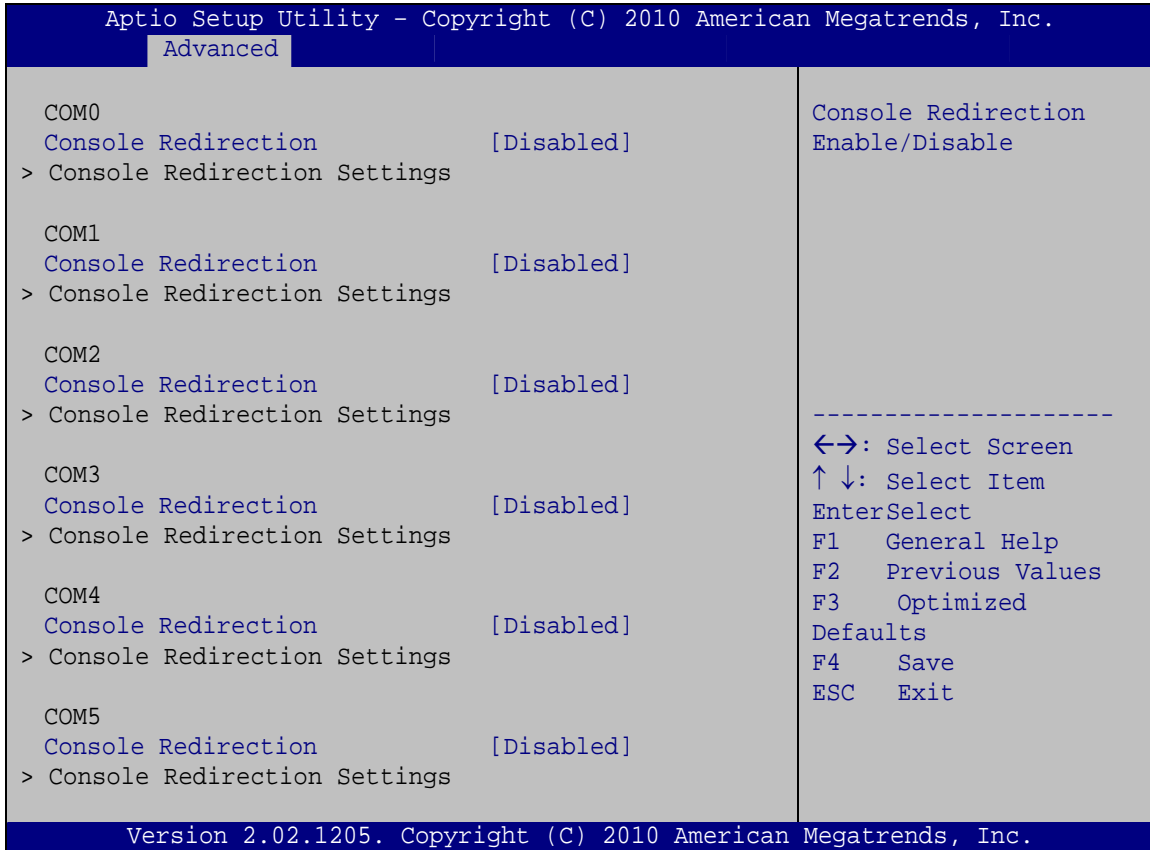 Aptio Setup Utility – Copyright (C) 2010 American Megatrends, Inc.
Advanced
COM0
Console Redirection [Disabled]
> Console Redirection Settings
COM1
Console Redirection [Disabled]
> Console Redirection Settings
COM2
Console Redirection [Disabled]
> Console Redirection Settings
COM3
Console Redirection [Disabled]
> Console Redirection Settings
COM4
Console Redirection [Disabled]
> Console Redirection Settings
COM5
Console Redirection [Disabled]
> Console Redirection Settings
Console Redirection
Enable/Disable
---------------------
←→: Select Screen
↑ ↓: Select Item
EnterSelect
F1 General Help
F2 Previous Values
F3 Optimized
Defaults
F4 Save
ESC Exit
Version 2.02.1205. Copyright (C) 2010 American Megatrends, Inc.